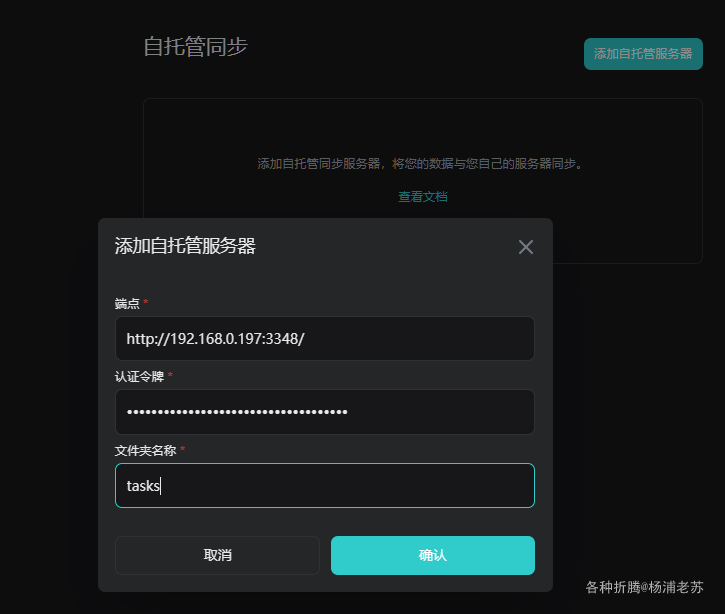 自托管同步
添加自托管服务器
添加自托管同步服务器，将您的数据与您自己的服务器同步。
查看文档
添加自托管服务器
端点 *
http://192.168.0.197:3348/
认证令牌 *
••••••••••••••••••••••••••••••••••••
文件夹名称 *
tasks
取消
确认
各种折腾@杨浦老苏